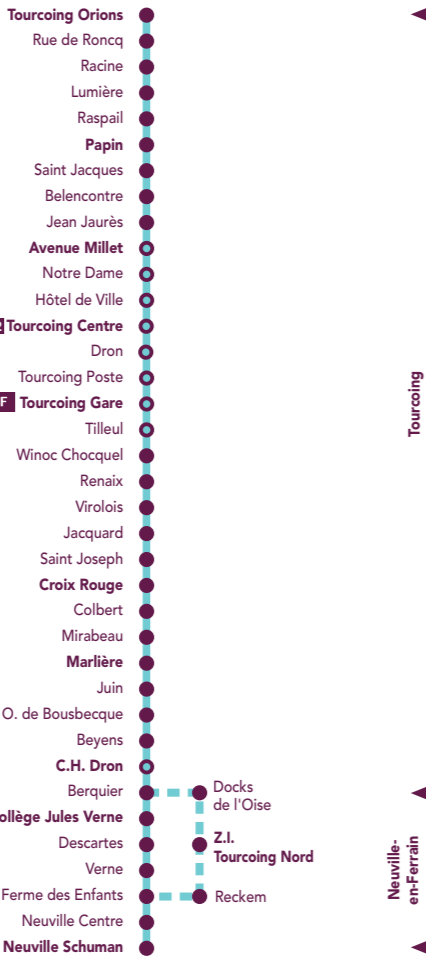 Tourcoing Orions
Rue de Roncq
Racine
Lumière
Raspail
Papin
Saint Jacques
Belencontre
Jean Jaurès
Avenue Millet
Notre Dame
Hôtel de Ville
Tourcoing Centre
Dron
Tourcoing Poste
F Tourcoing Gare
Tilleul
Winoc Chocquel
Renaix
Virolois
Jacquard
Saint Joseph
Croix Rouge
Colbert
Mirabeau
Marlière
Juin
O. de Bousbecque
Beyens
C.H. Dron
Berquier
ollège Jules Verne
Descartes
Verne
Ferme des Enfants
Neuville Centre
Neuville Schuman
Docks
de l'Oise
Z.I.
Tourcoing Nord
Reckem
Tourcoing
Neuville-
en-Ferrain